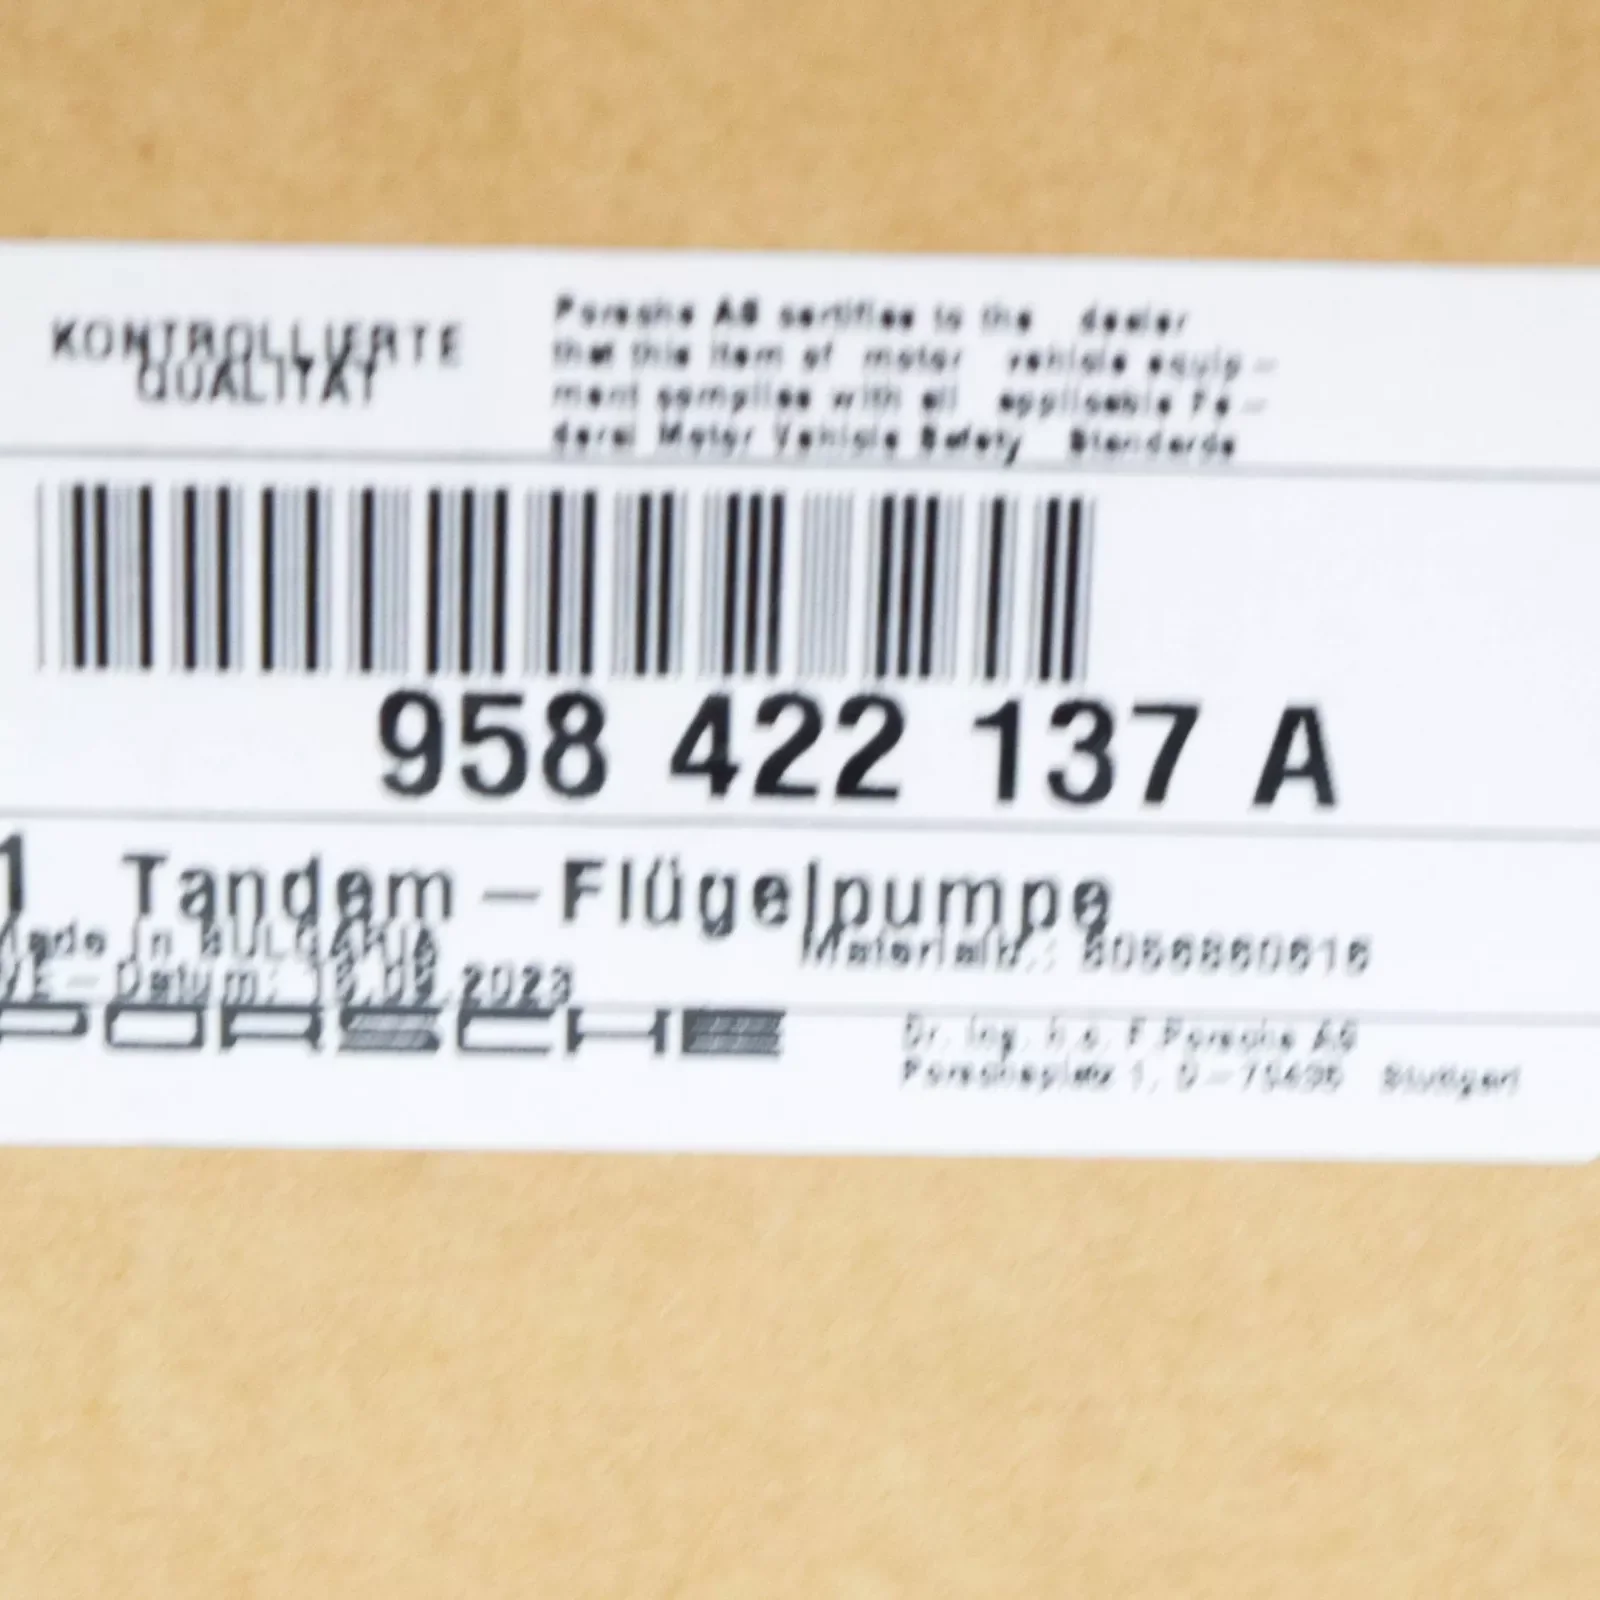 KONTROLLIERTE
QUALITÄT
Porsche AG certifies to the dealer
that this item of motor vehicle equip-
ment complies with all applicable Fe-
deral Motor Vehicle Safety Standards
958 422 137 A
1 Tandem-Flügelpumpe
Made in BULGARIA
VE-Datum: 2023
MaterialNr.:
Dr. Ing. h.c. F. Porsche AG
Porscheplatz 1, D-70435 Stuttgart